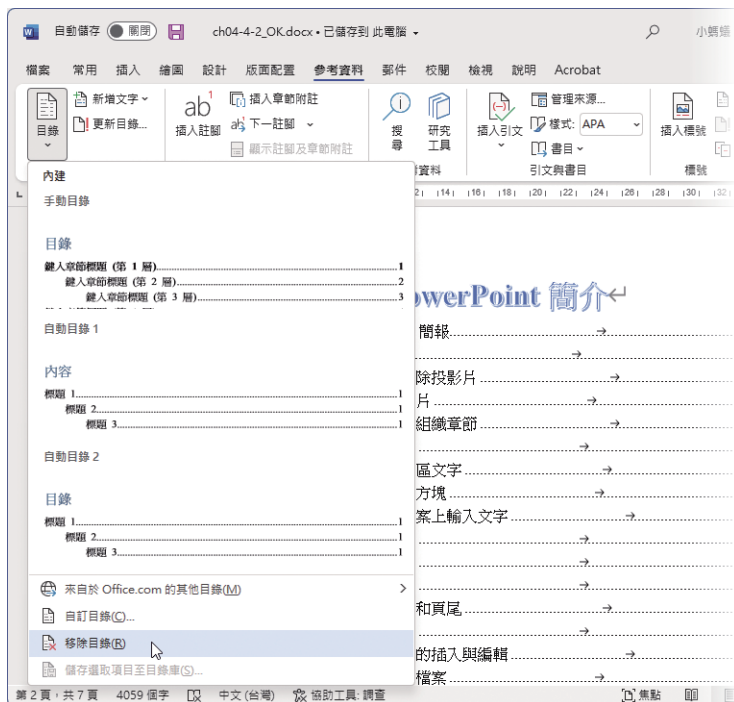 自動儲存 關閉 ch04-4-2_OK.docx • 已儲存到 此電腦
檔案 常用 插入 繪圖 設計 版面配置 參考資料 郵件 校閱 檢視 說明 Acrobat
目錄
新增文字
更新目錄...
ab 1
插入註腳
插入章節附註
下一註腳
顯示註腳及章節附註
搜尋
研究工具
插入引文
管理來源...
樣式: APA
書目
引文與書目
插入標號
標號
資料
內建
手動目錄
目錄
鍵入章節標題 (第 1 層)...1
鍵入章節標題 (第 2 層)...2
鍵入章節標題 (第 3 層)...3
自動目錄 1
內容
標題 1...1
標題 2...1
標題 3...1
自動目錄 2
目錄
標題 1...1
標題 2...1
標題 3...1
來自於 Office.com 的其他目錄(M)
自訂目錄(C)...
移除目錄(R)
儲存選取項目至目錄庫(S)...
2| |14| |16| |18| |20| |22| |24| |26| |28| |30| |32|
owerPoint 簡介
簡報
除投影片
片
組織章節
區文字
方塊
案上輸入文字
和頁尾
的插入與編輯
檔案
第 2 頁，共 7 頁 4059 個字 中文 (台灣) 協助工具: 調查 焦點